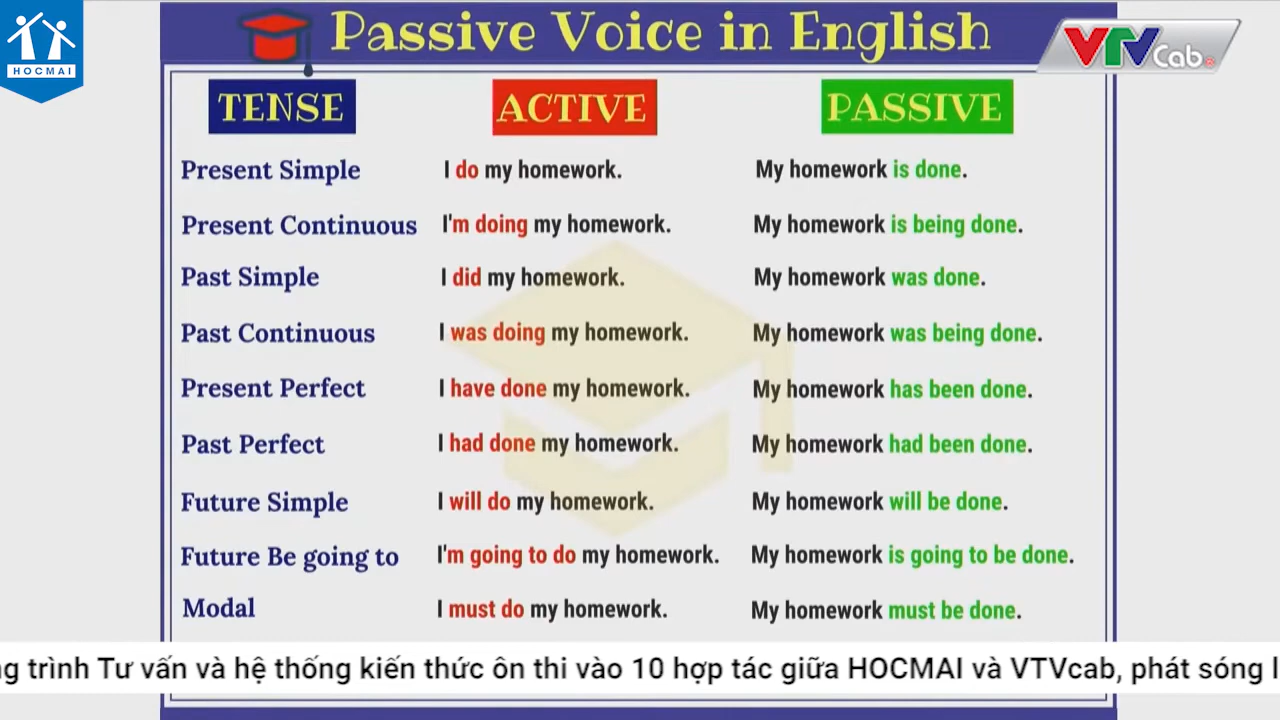 Passive Voice in English
HOCMAI
VTVCab
TENSE ACTIVE PASSIVE
Present Simple I do my homework. My homework is done.
Present Continuous I'm doing my homework. My homework is being done.
Past Simple I did my homework. My homework was done.
Past Continuous I was doing my homework. My homework was being done.
Present Perfect I have done my homework. My homework has been done.
Past Perfect I had done my homework. My homework had been done.
Future Simple I will do my homework. My homework will be done.
Future Be going to I'm going to do my homework. My homework is going to be done.
Modal I must do my homework. My homework must be done.
trình Tư vấn và hệ thống kiến thức ôn thi vào 10 hợp tác giữa HOCMAI và VTVcab, phát sóng